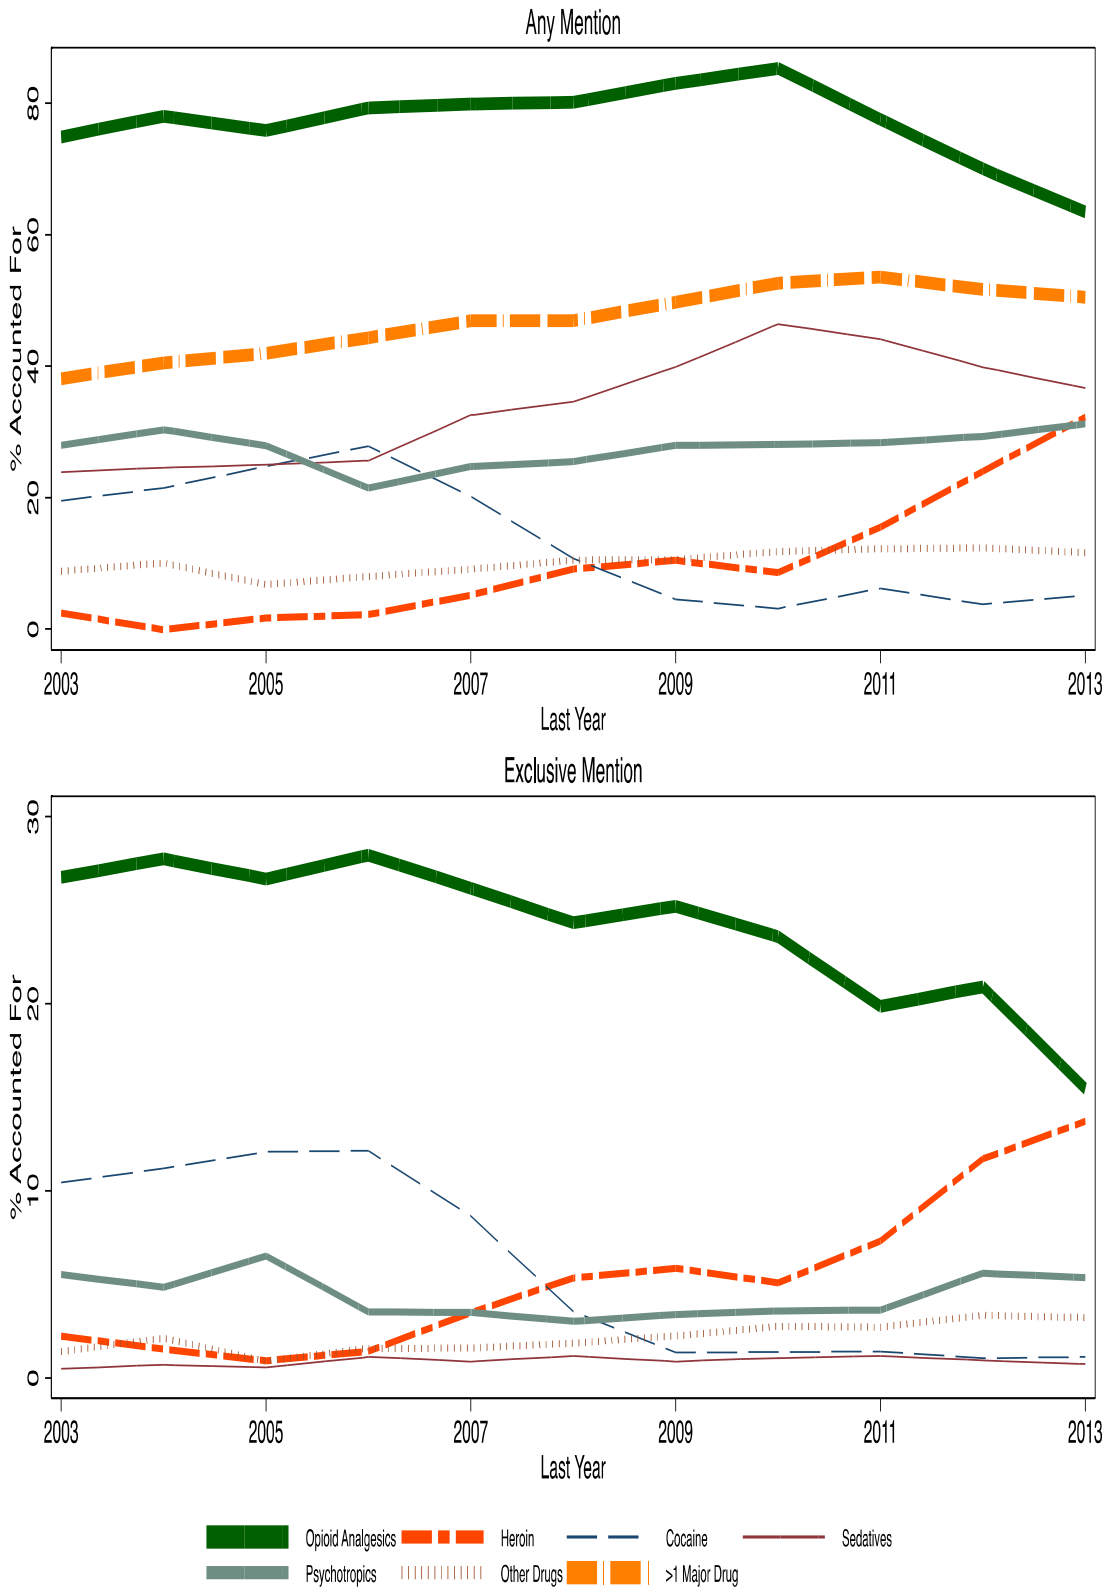 Any Mention
% Accounted For
80
60
40
20
0
2003 2005 2007 2009 2011 2013
Last Year
Exclusive Mention
% Accounted For
30
20
10
0
2003 2005 2007 2009 2011 2013
Last Year
Opioid Analgesics Heroin Cocaine Sedatives
Psychotropics Other Drugs >1 Major Drug